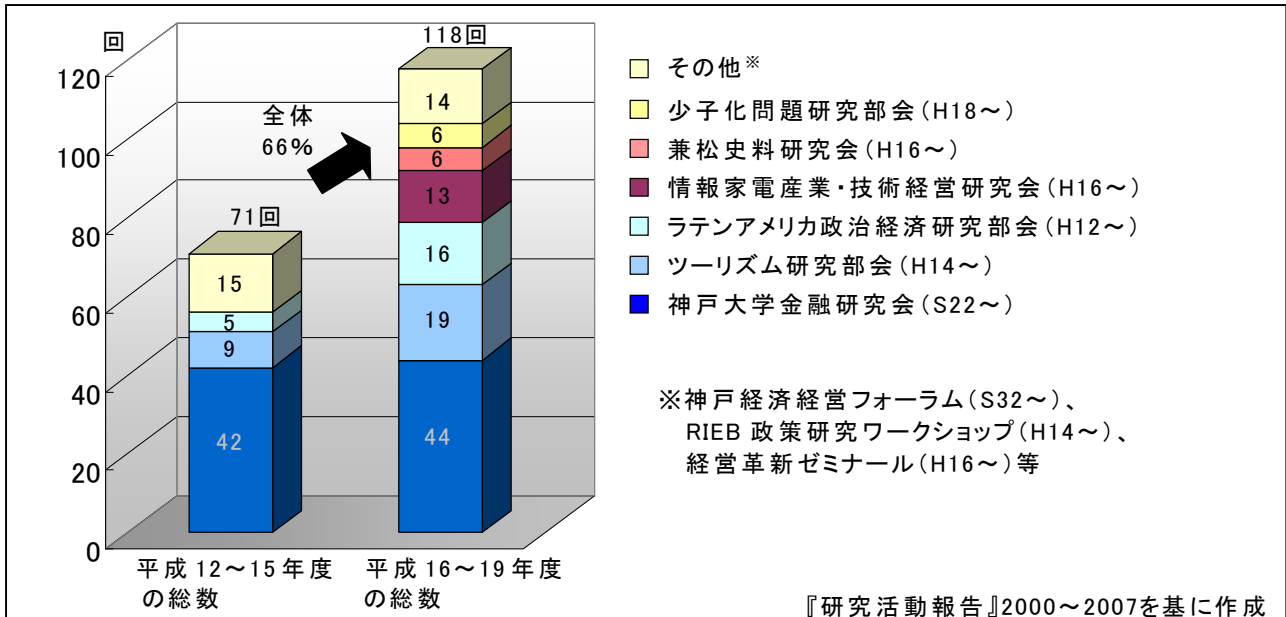 回
120
100
80
60
40
20
0
全体
66%
71回
15
5
9
42
118回
14
6
6
13
16
19
44
平成12~15年度
の総数
平成16~19年度
の総数
その他※
少子化問題研究部会(H18~)
兼松史料研究会(H16~)
情報家電産業・技術経営研究会(H16~)
ラテンアメリカ政治経済研究部会(H12~)
ツーリズム研究部会(H14~)
神戸大学金融研究会(S22~)
※神戸経済経営フォーラム(S32~)、
RIEB 政策研究ワークショップ(H14~)、
経営革新ゼミナール(H16~)等
『研究活動報告』2000~2007を基に作成